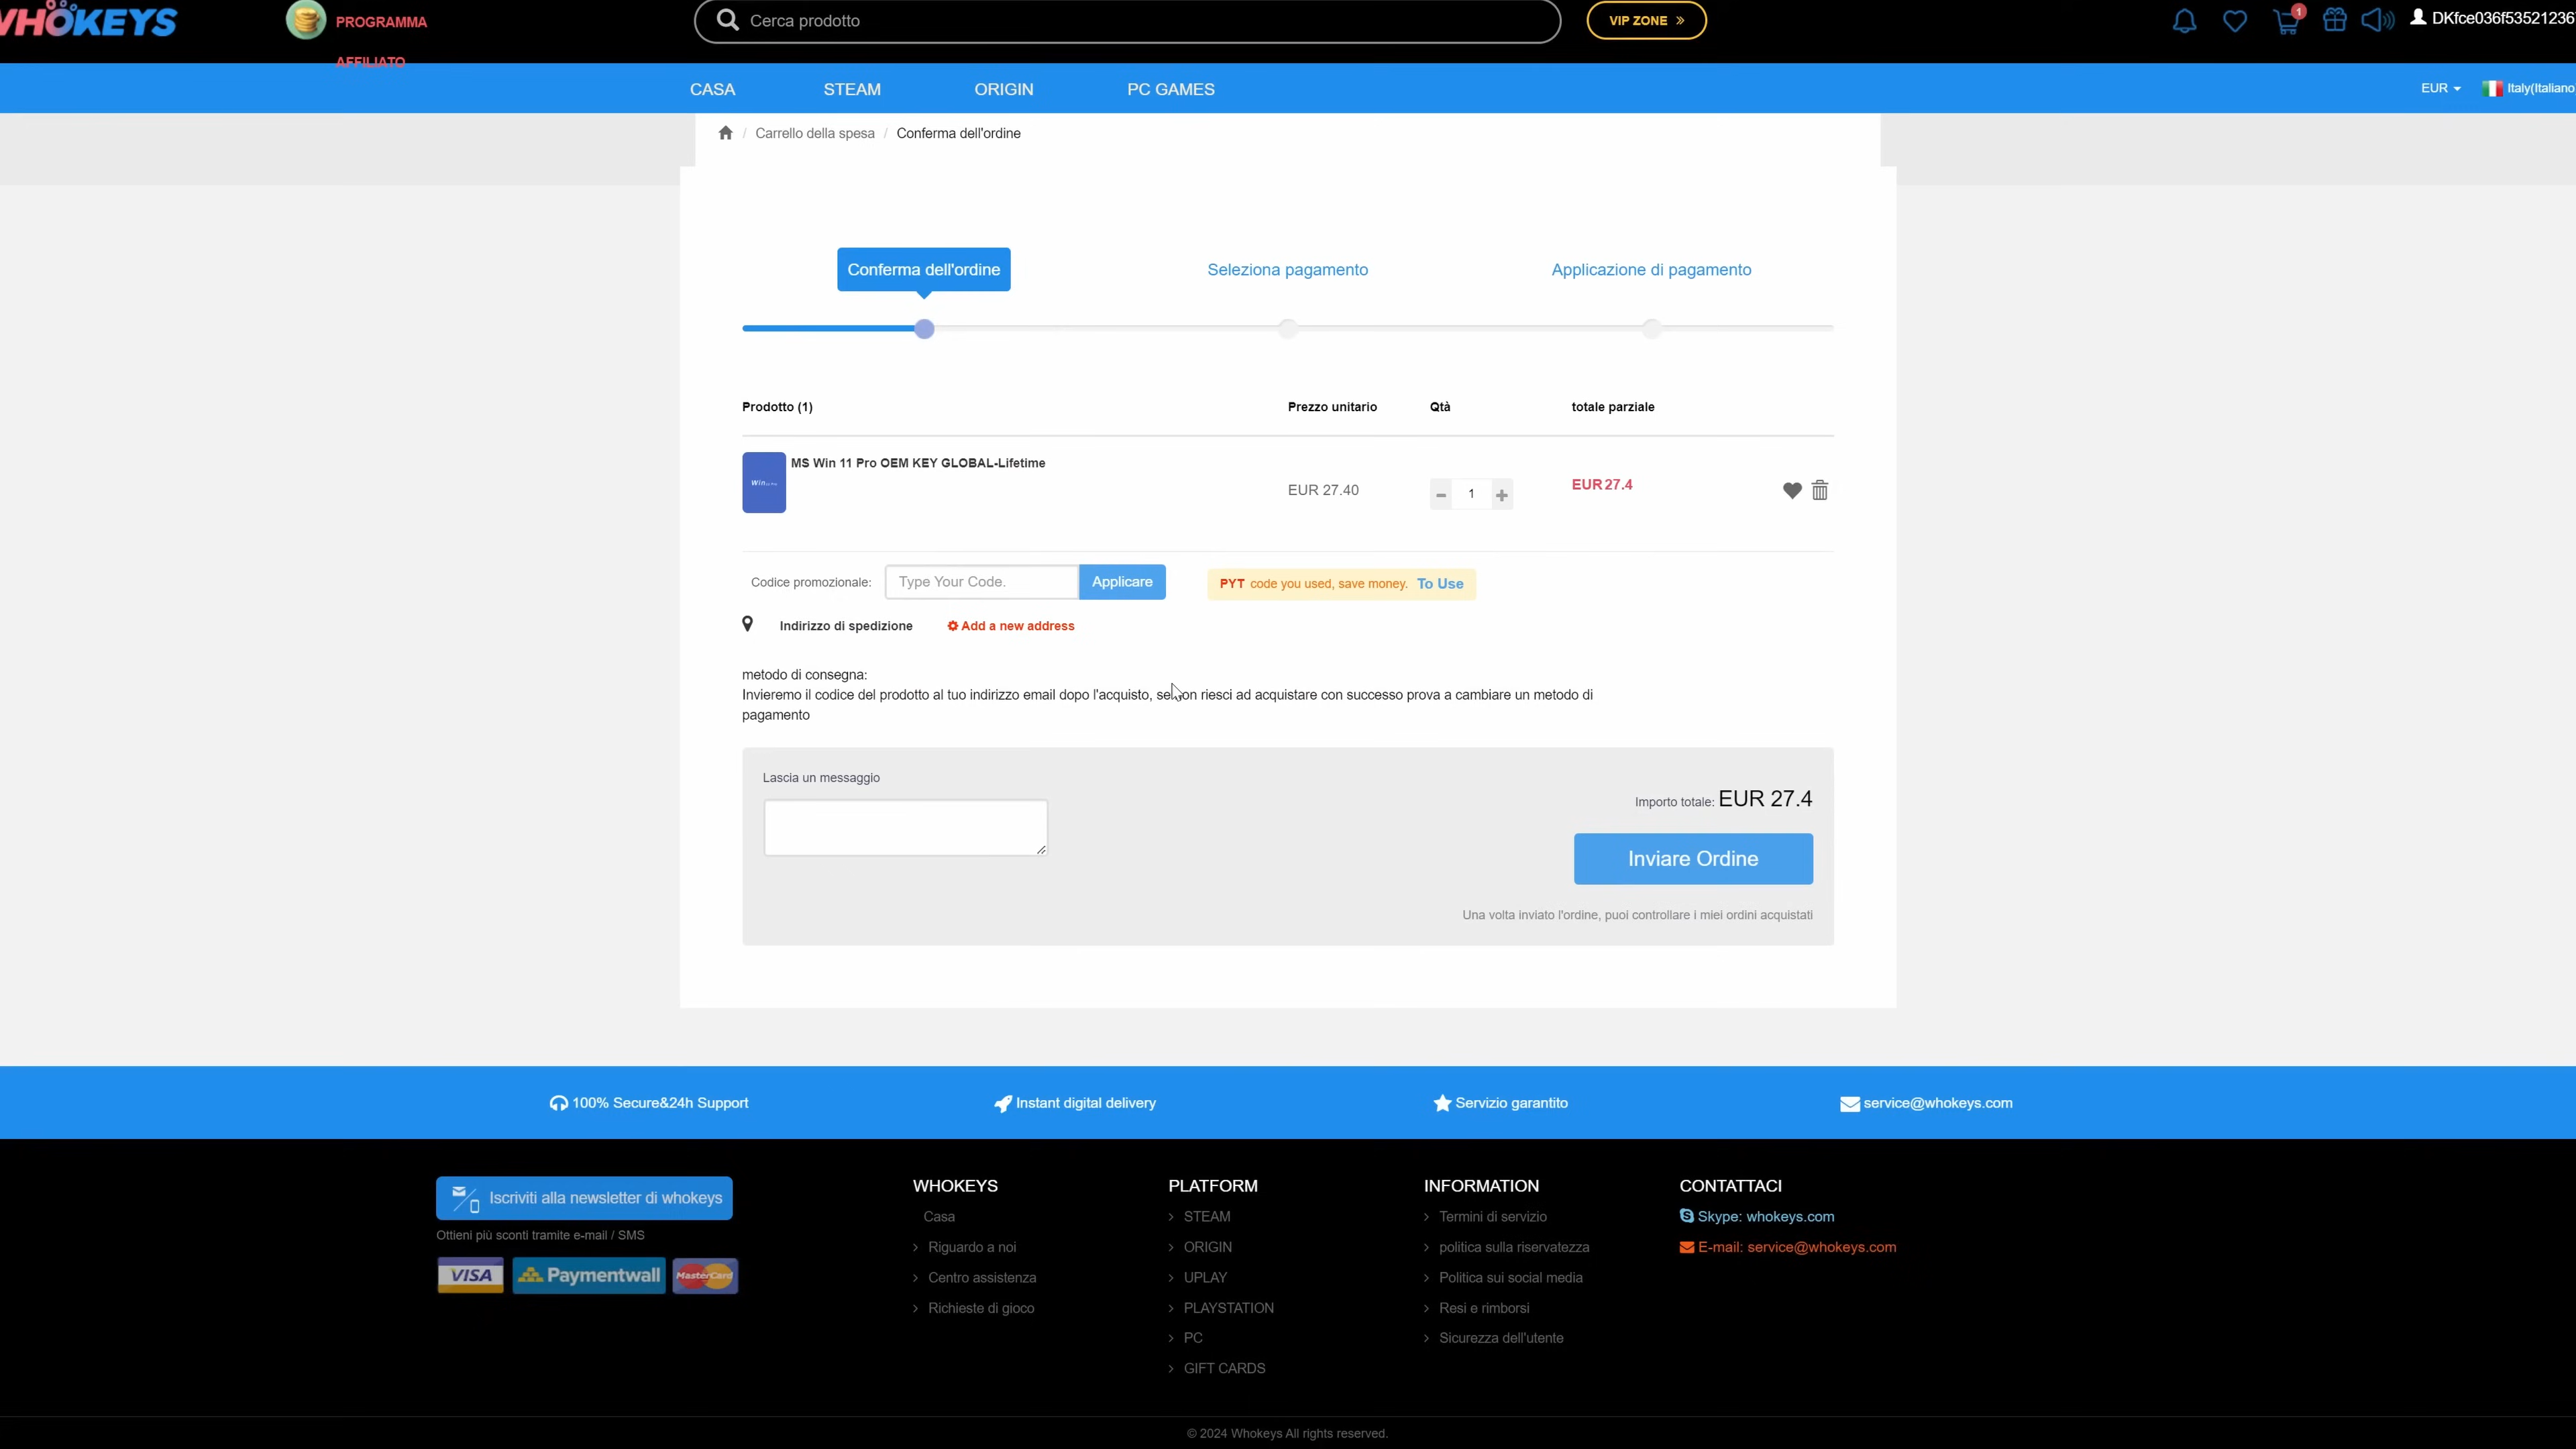 WHOKEYS
PROGRAMMA
AFFILIATO
Cerca prodotto
VIP ZONE »
1
DKfce036f53521236
CASA STEAM ORIGIN PC GAMES
EUR Italy(Italiano
/ Carrello della spesa / Conferma dell'ordine
Conferma dell'ordine Seleziona pagamento Applicazione di pagamento
Prodotto (1) Prezzo unitario Qtà totale parziale
MS Win 11 Pro OEM KEY GLOBAL-Lifetime
EUR 27.40 − 1 + EUR 27.4
Codice promozionale: Type Your Code. Applicare PYT code you used, save money. To Use
Indirizzo di spedizione Add a new address
metodo di consegna:
Invieremo il codice del prodotto al tuo indirizzo email dopo l'acquisto, se non riesci ad acquistare con successo prova a cambiare un metodo di
pagamento
Lascia un messaggio
Importo totale: EUR 27.4
Inviare Ordine
Una volta inviato l'ordine, puoi controllare i miei ordini acquistati
100% Secure&24h Support Instant digital delivery Servizio garantito service@whokeys.com
Iscriviti alla newsletter di whokeys
Ottieni più sconti tramite e-mail / SMS
VISA Paymentwall MasterCard
WHOKEYS
Casa
Riguardo a noi
Centro assistenza
Richieste di gioco
PLATFORM
STEAM
ORIGIN
UPLAY
PLAYSTATION
PC
GIFT CARDS
INFORMATION
Termini di servizio
politica sulla riservatezza
Politica sui social media
Resi e rimborsi
Sicurezza dell'utente
CONTATTACI
Skype: whokeys.com
E-mail: service@whokeys.com
© 2024 Whokeys All rights reserved.